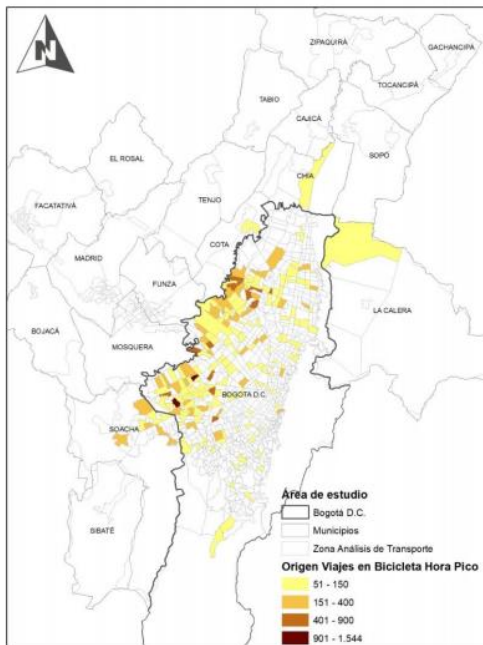 N
ZIPAQUIRÁ
GACHANCIPÁ
TOCANCIPÁ
TABIO
CAJICÁ
SOPÓ
EL ROSAL
CHÍA
TENJO
FACATATIVÁ
COTA
MADRID
FUNZA
LA CALERA
BOJACÁ
MOSQUERA
BOGOTÁ D.C.
SOACHA
SIBATÉ
Área de estudio
Bogotá D.C.
Municipios
Zona Análisis de Transporte
Origen Viajes en Bicicleta Hora Pico
51 - 150
151 - 400
401 - 900
901 - 1.544